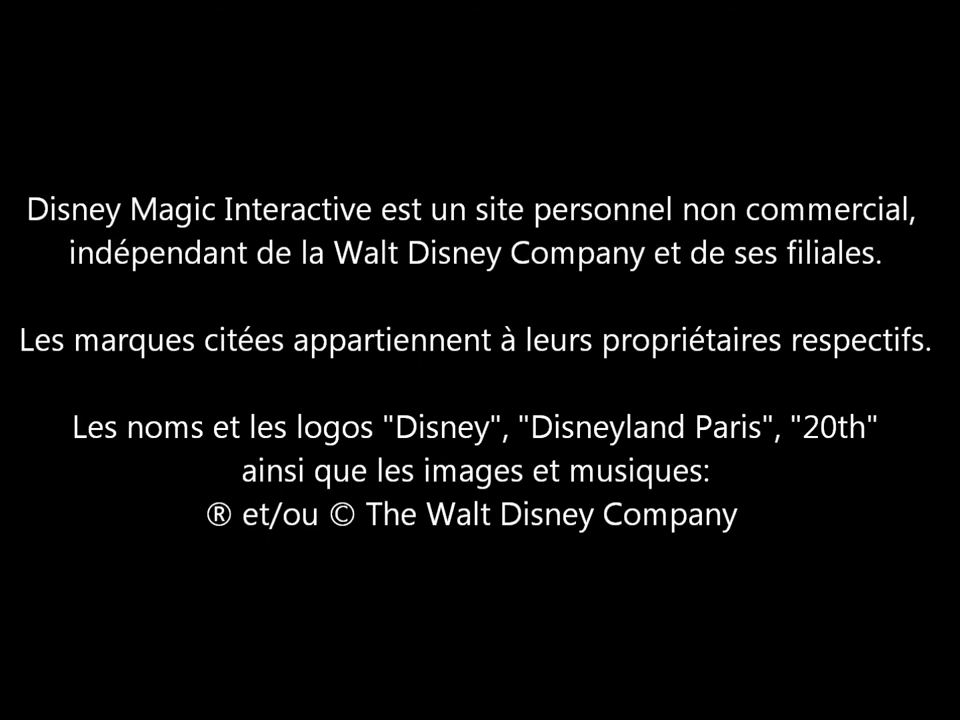 Disney Magic Interactive est un site personnel non commercial,
indépendant de la Walt Disney Company et de ses filiales.
Les marques citées appartiennent à leurs propriétaires respectifs.
Les noms et les logos "Disney", "Disneyland Paris", "20th"
ainsi que les images et musiques:
® et/ou © The Walt Disney Company